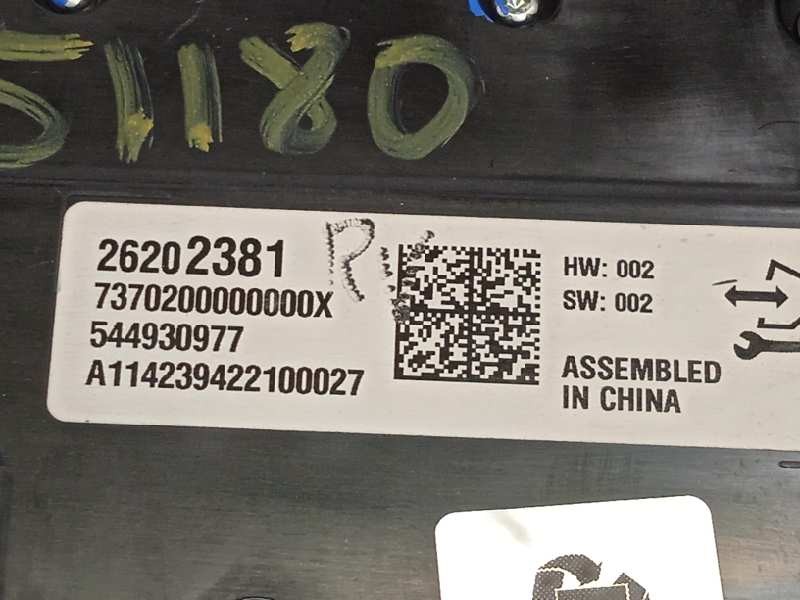 51180
26202381
7370200000000X
544930977
A114239422100027
HW: 002
SW: 002
ASSEMBLED
IN CHINA